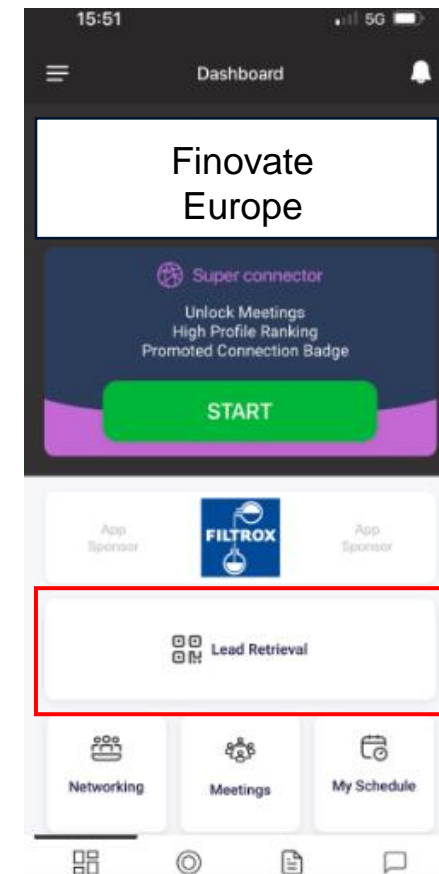 15:51
5G
Dashboard
Finovate
Europe
Super connector
Unlock Meetings
High Profile Ranking
Promoted Connection Badge
START
App
Sponsor
FILTROX
App
Sponsor
Lead Retrieval
Networking
Meetings
My Schedule